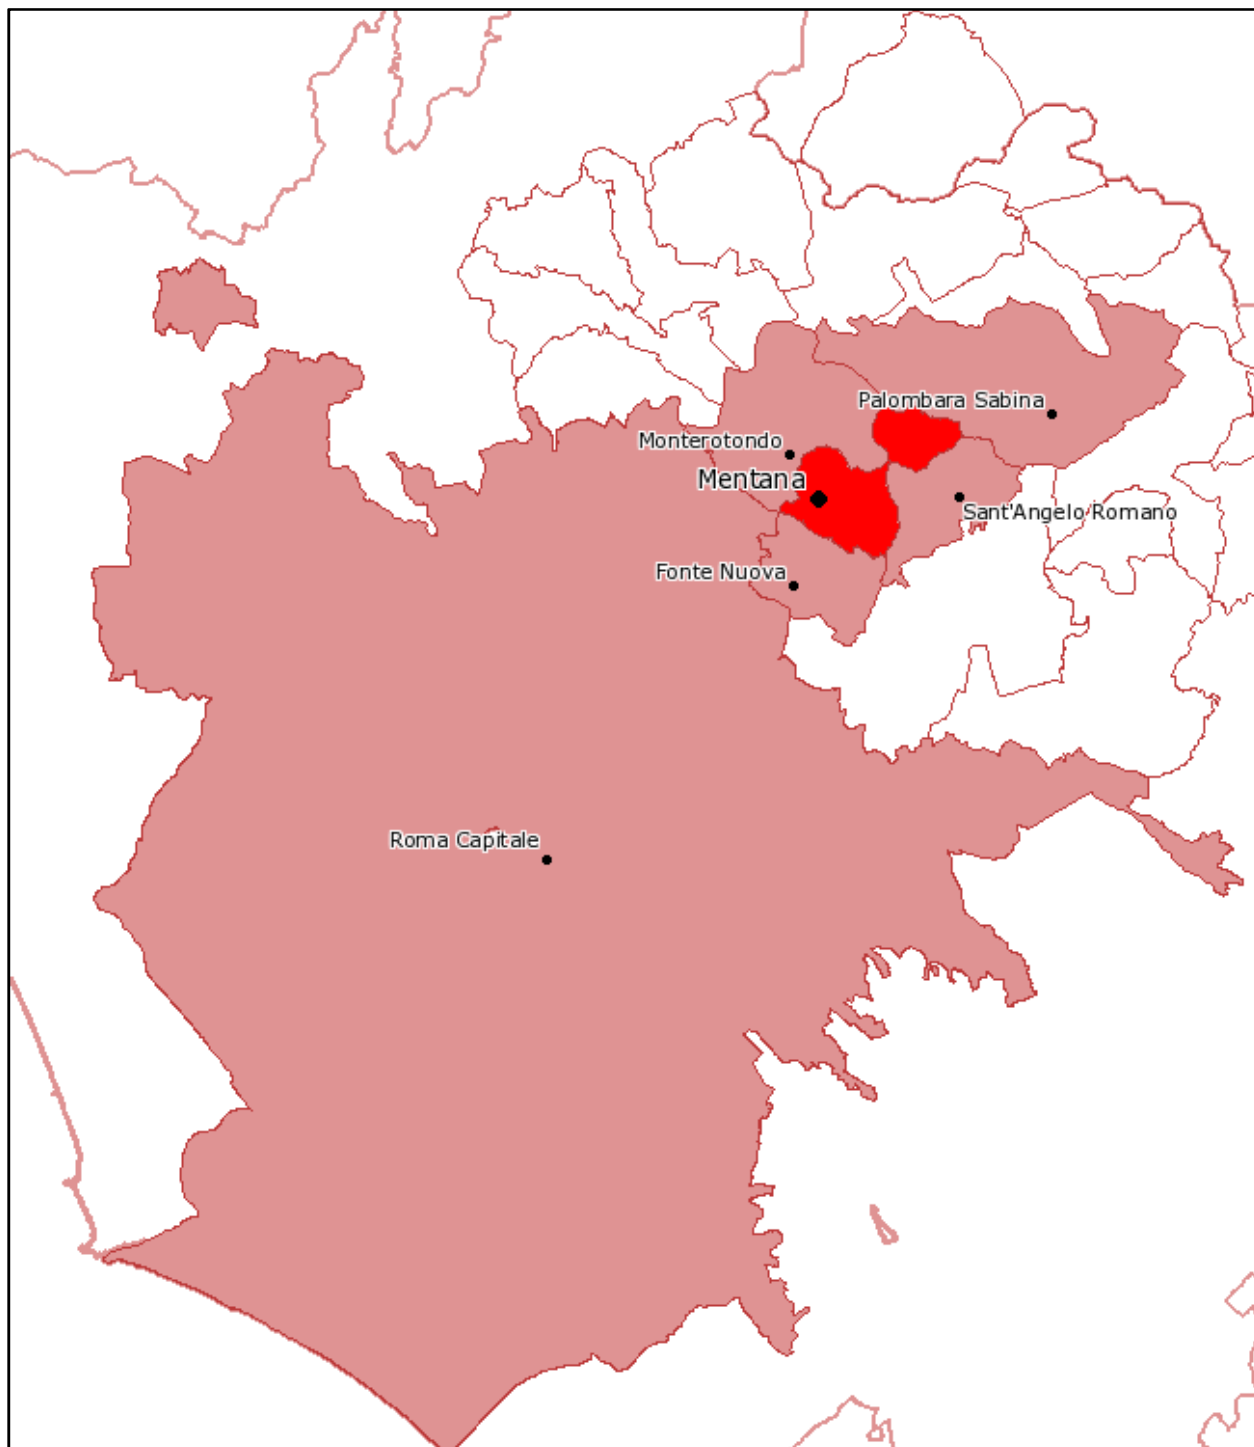 Palombara Sabina
Monterotondo
Mentana
Sant'Angelo Romano
Fonte Nuova
Roma Capitale